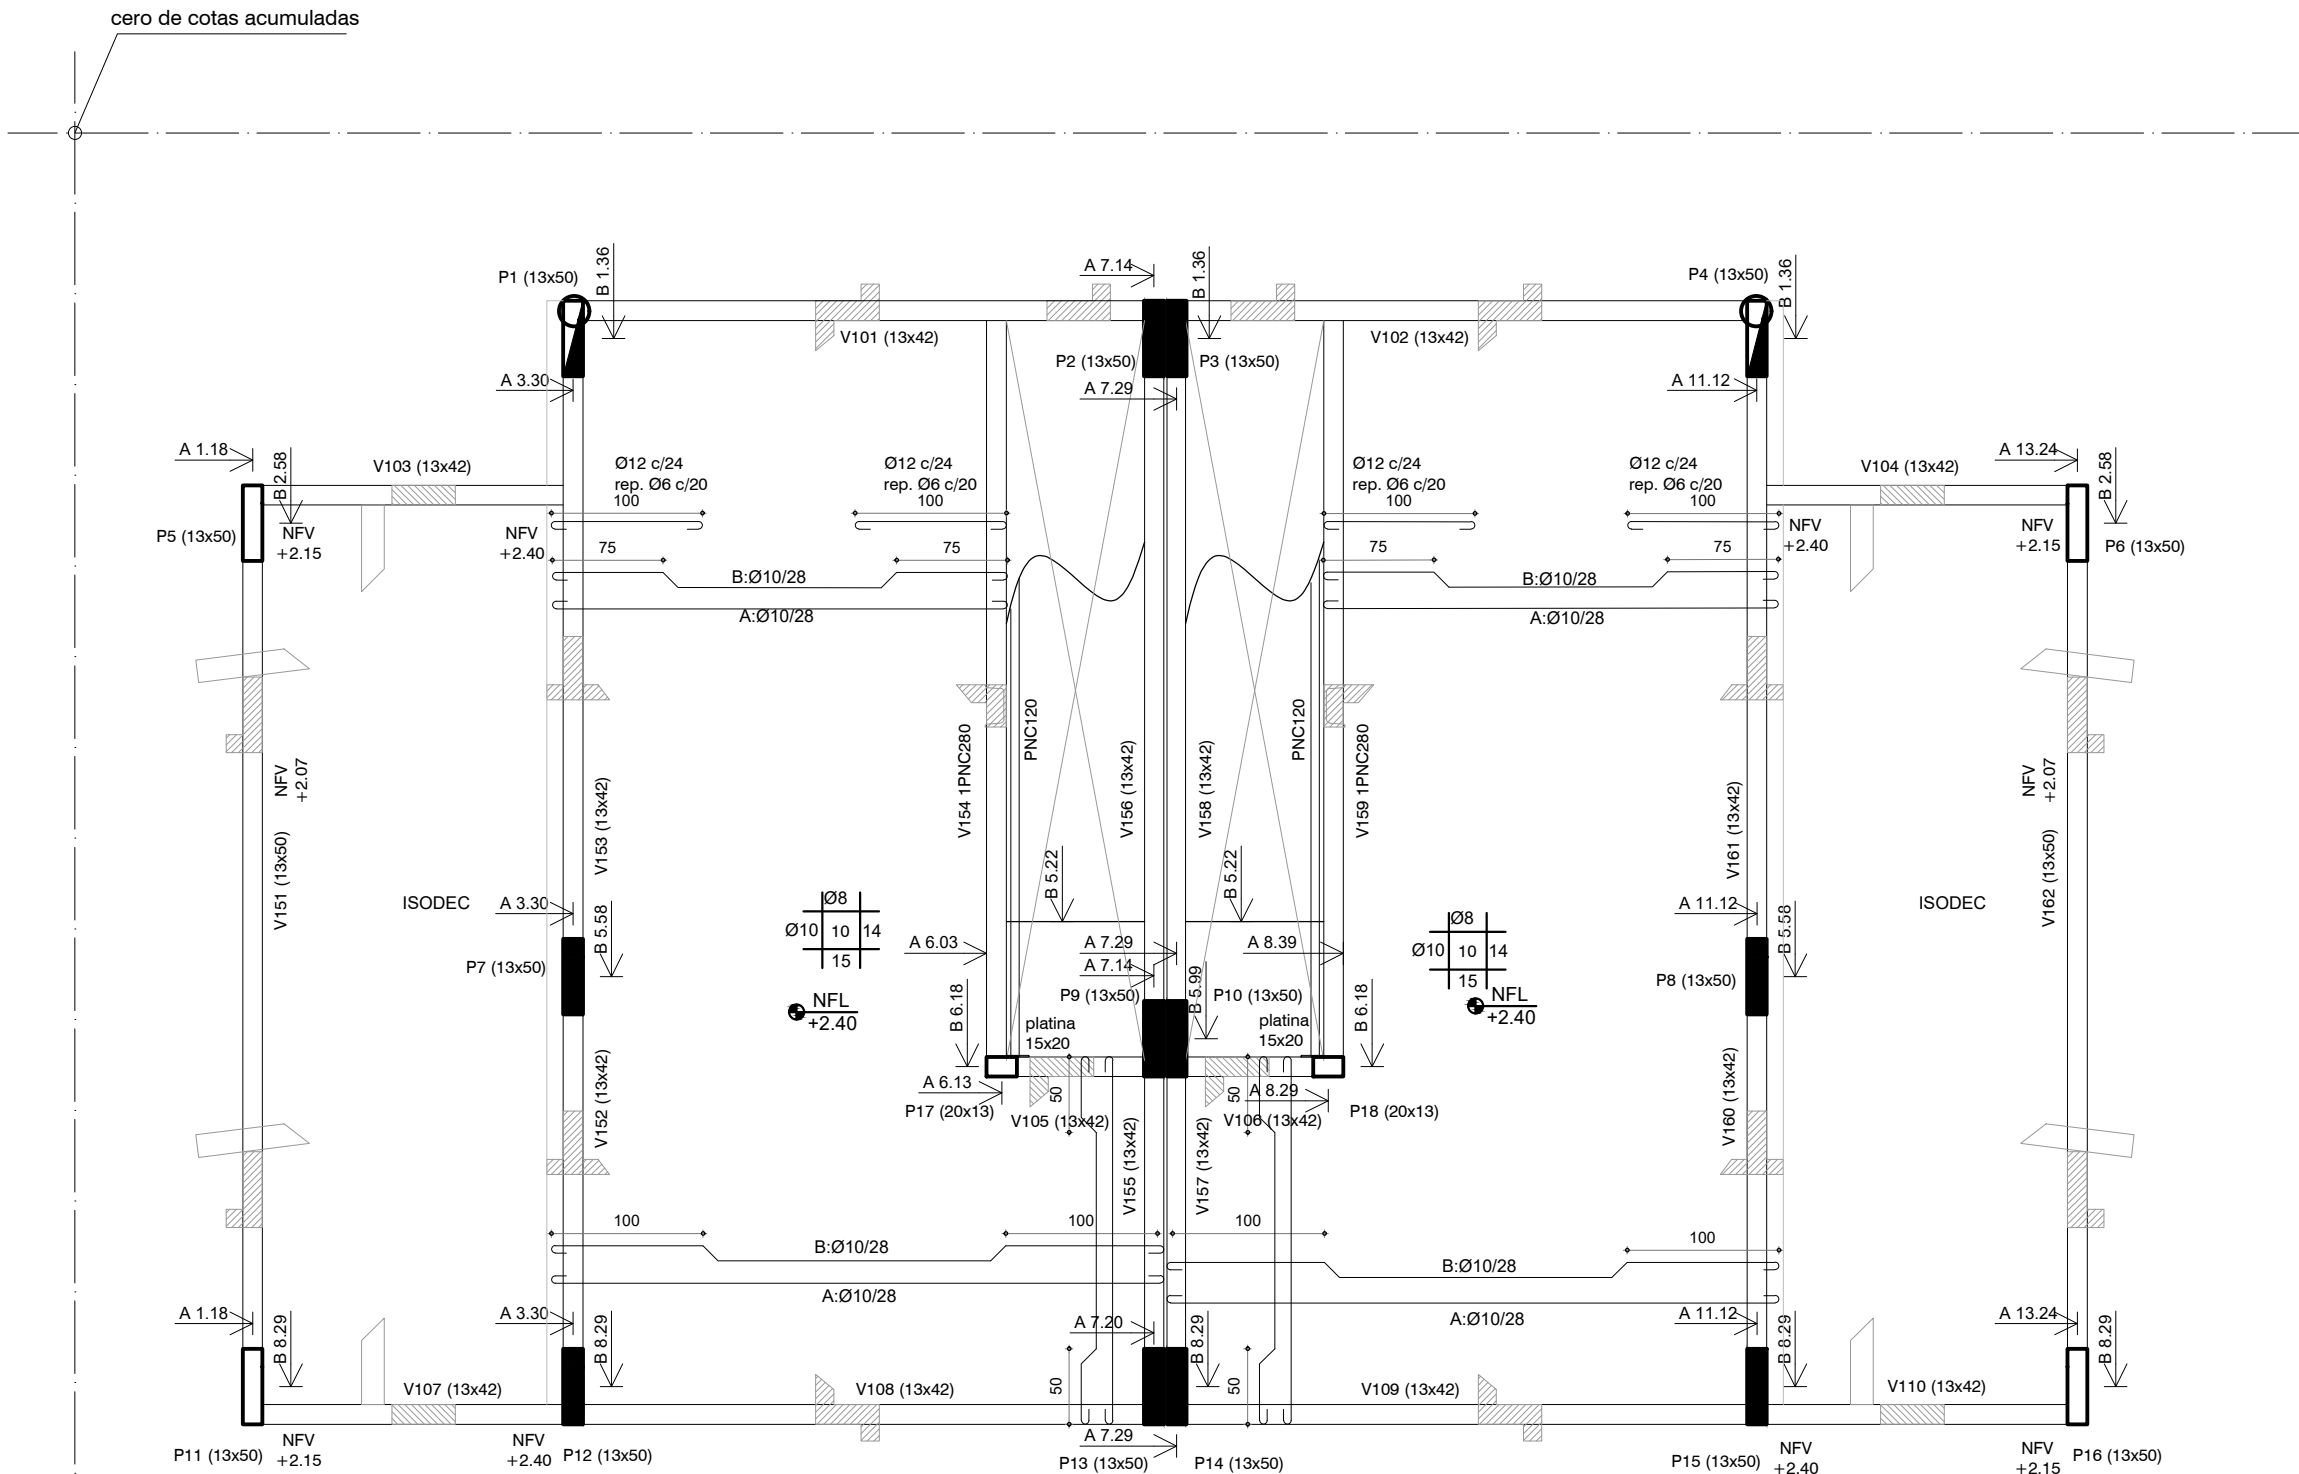 cero de cotas acumuladas
P1 (13x50)
B 1.36
A 7.14
B 1.36
P4 (13x50)
B 1.36
V101 (13x42)
V102 (13x42)
P2 (13x50)
P3 (13x50)
A 3.30
A 7.29
A 11.12
A 1.18
B 2.58
V103 (13x42)
Ø12 c/24
rep. Ø6 c/20
100
Ø12 c/24
rep. Ø6 c/20
100
Ø12 c/24
rep. Ø6 c/20
100
Ø12 c/24
rep. Ø6 c/20
100
V104 (13x42)
A 13.24
B 2.58
P5 (13x50)
NFV
+2.15
NFV
+2.40
75
75
75
75
NFV
+2.40
NFV
+2.15
P6 (13x50)
B:Ø10/28
A:Ø10/28
B:Ø10/28
A:Ø10/28
NFV
+2.07
V151 (13x50)
ISODEC
V153 (13x42)
V154 1PNC280
PNC120
V156 (13x42)
V158 (13x42)
PNC120
V159 1PNC280
V161 (13x42)
ISODEC
NFV
+2.07
V162 (13x50)
B 5.22
B 5.22
A 3.30
B 5.58
P7 (13x50)
Ø8
Ø10
10
14
15
NFL
+2.40
A 6.03
A 7.29
A 7.14
A 8.39
Ø8
Ø10
10
14
15
NFL
+2.40
A 11.12
B 5.58
P8 (13x50)
P9 (13x50)
B 5.99
P10 (13x50)
B 6.18
platina
15x20
platina
15x20
B 6.18
V152 (13x42)
V160 (13x42)
A 6.13
P17 (20x13)
50
V105 (13x42)
50
A 8.29
V106 (13x42)
P18 (20x13)
V155 (13x42)
V157 (13x42)
100
100
100
100
B:Ø10/28
A:Ø10/28
B:Ø10/28
A:Ø10/28
A 1.18
B 8.29
A 3.30
B 8.29
A 7.20
B 8.29
A 11.12
B 8.29
A 13.24
B 8.29
V107 (13x42)
V108 (13x42)
50
50
V109 (13x42)
V110 (13x42)
P11 (13x50)
NFV
+2.15
NFV
+2.40
P12 (13x50)
A 7.29
P13 (13x50)
P14 (13x50)
P15 (13x50)
NFV
+2.40
NFV
+2.15
P16 (13x50)